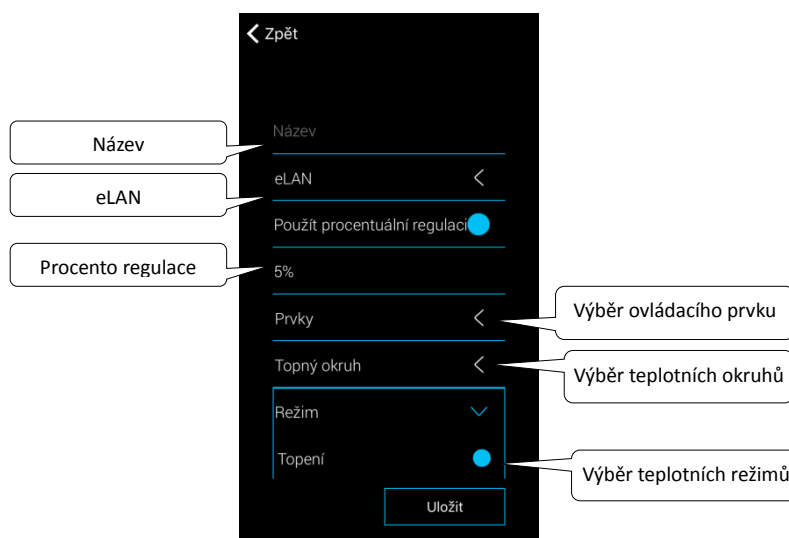 Zpět
Název
Název
eLAN
eLAN
Použít procentuální regulaci
Procento regulace
5%
Prvky
Výběr ovládacího prvku
Topný okruh
Výběr teplotních okruhů
Režim
Topení
Výběr teplotních režimů
Uložit